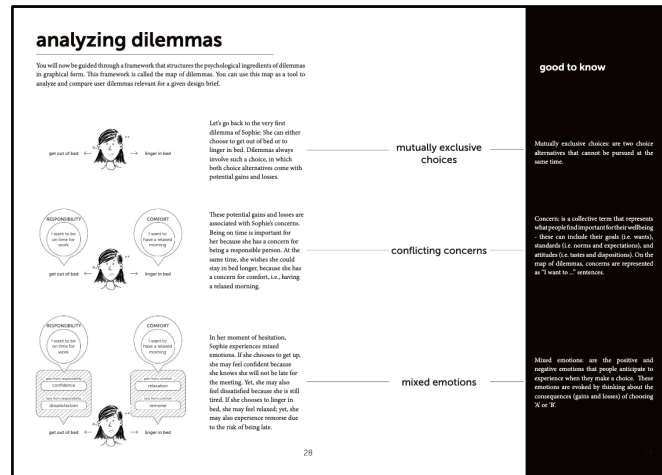 analyzing dilemmas
You will now be guided through a framework that structures the psychological ingredients of dilemmas
in graphical form. This framework is called the map of dilemmas. You can use this map as a tool to
analyze and compare user dilemmas relevant for a given design brief.
good to know
get out of bed
linger in bed
Let's go back to the very first
dilemma of Sophie: She can either
choose to get out of bed or to
linger in bed. Dilemmas always
involve such a choice, in which
both choice alternatives come with
potential gains and losses.
mutually exclusive
choices
Mutually exclusive choices: are two choice
alternatives that cannot be pursued at the
same time.
RESPONSIBILITY
I want to be
on time for
work
COMFORT
I want to
have a relaxed
morning
get out of bed
linger in bed
These potential gains and losses are
associated with Sophie's concerns.
Being on time is important for
her because she has a concern for
being a responsible person. At the
same time, she wishes she could
stay in bed longer, because she has
a concern for comfort, i.e., having
a relaxed morning.
conflicting concerns
Concern: is a collective term that represents
what people find important for their wellbeing
- these can include their goals (i.e. wants),
standards (i.e. norms and expectations), and
attitudes (i.e. tastes and dispositions). On the
map of dilemmas, concerns are represented
as "I want to ..." sentences.
RESPONSIBILITY
I want to be
on time for
work
gain from responsibility
confidence
loss from responsibility
dissatisfaction
COMFORT
I want to
have a relaxed
morning
gain from comfort
relaxation
loss from comfort
remorse
get out of bed
linger in bed
In her moment of hesitation,
Sophie experiences mixed
emotions. If she chooses to get up,
she may feel confident because
she knows she will not be late for
the meeting. Yet, she may also
feel dissatisfied because she is still
tired. If she chooses to linger in
bed, she may feel relaxed; yet, she
may also experience remorse due
to the risk of being late.
mixed emotions
Mixed emotions: are the positive and
negative emotions that people anticipate to
experience when they make a choice. These
emotions are evoked by thinking about the
consequences (gains and losses) of choosing
'A' or 'B'.
28